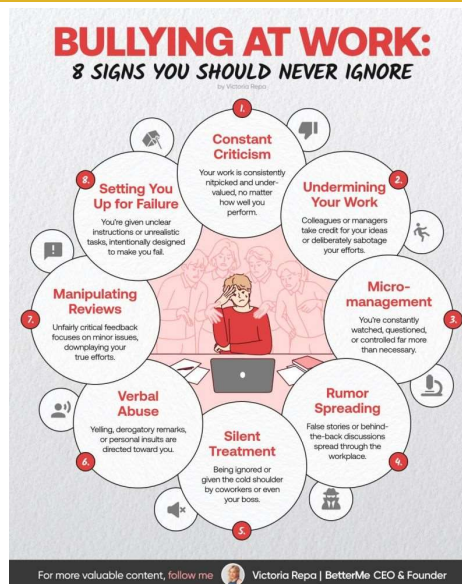 BULLYING AT WORK:
8 SIGNS YOU SHOULD NEVER IGNORE
by Victoria Repa
1.
Constant
Criticism
Your work is consistently
nitpicked and under-
valued, no matter
how well you
perform.
2.
Undermining
Your Work
Colleagues or managers
take credit for your ideas
or deliberately sabotage
your efforts.
3.
Micro-
management
You're constantly
watched, questioned,
or controlled far more
than necessary.
4.
Rumor
Spreading
False stories or behind-
the-back discussions
spread through the
workplace.
5.
Silent
Treatment
Being ignored or
given the cold shoulder
by coworkers or even
your boss.
6.
Verbal
Abuse
Yelling, derogatory remarks,
or personal insults are
directed toward you.
7.
Manipulating
Reviews
Unfairly critical feedback
focuses on minor issues,
downplaying your
true efforts.
8.
Setting You
Up for Failure
You're given unclear
instructions or unrealistic
tasks, intentionally designed
to make you fail.
For more valuable content, follow me Victoria Repa | BetterMe CEO & Founder